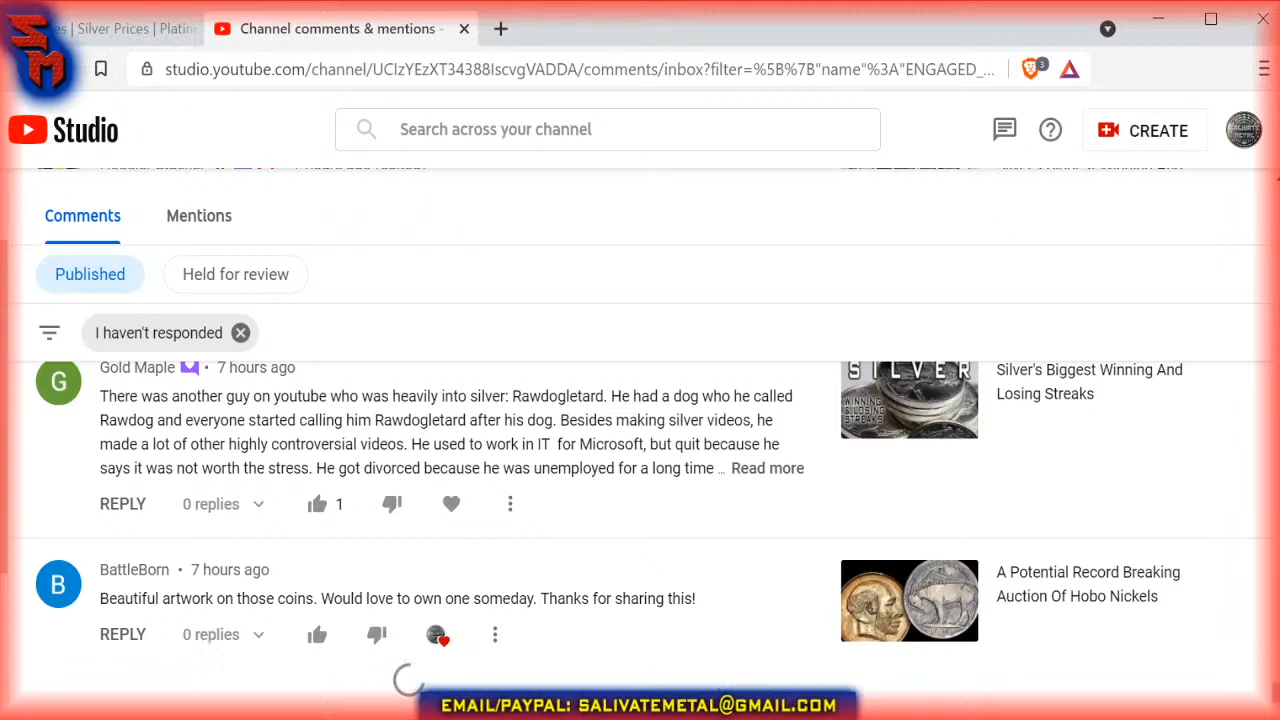 SM
es | Silver Prices | Platin
Channel comments & mentions -
studio.youtube.com/channel/UCIzYEzXT34388IscvgVADDA/comments/inbox?filter=%5B%7B"name"%3A"ENGAGED_...
3
Studio
Search across your channel
CREATE
SALIVATE METAL
Comments
Mentions
Published
Held for review
I haven't responded
G
Gold Maple • 7 hours ago
There was another guy on youtube who was heavily into silver: Rawdogletard. He had a dog who he called
Rawdog and everyone started calling him Rawdogletard after his dog. Besides making silver videos, he
made a lot of other highly controversial videos. He used to work in IT for Microsoft, but quit because he
says it was not worth the stress. He got divorced because he was unemployed for a long time ... Read more
REPLY 0 replies 1
SILVER
WINNING
& LOSING
STREAKS
Silver's Biggest Winning And
Losing Streaks
B
BattleBorn • 7 hours ago
Beautiful artwork on those coins. Would love to own one someday. Thanks for sharing this!
REPLY 0 replies
A Potential Record Breaking
Auction Of Hobo Nickels
EMAIL/PAYPAL: SALIVATEMETAL@GMAIL.COM